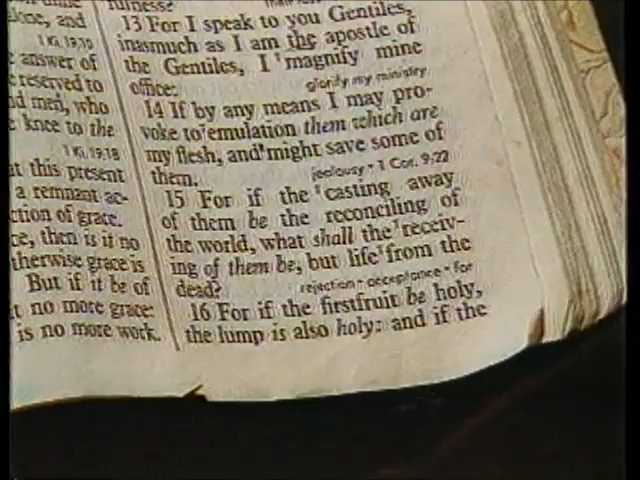 lone, and
1 Ki. 19,10
answer of
reserved to
men, who
knee to the
1 Ki. 19,18
at this present
a remnant ac-
ction of grace.
ce, then is it no
therwise grace is
But if it be of
no more grace:
is no more work.
fulness?
13 For I speak to you Gentiles,
inasmuch as I am the apostle of
the Gentiles, I magnify mine
office:
glorify my ministry
14 If by any means I may pro-
voke to emulation them which are
my flesh, and might save some of
them.
jealousy - 1 Cor. 9,22
15 For if the casting away
of them be the reconciling of
the world, what shall the receiv-
ing of them be, but life from the
dead?
rejection - acceptance - for
16 For if the firstfruit be holy,
the lump is also holy: and if the